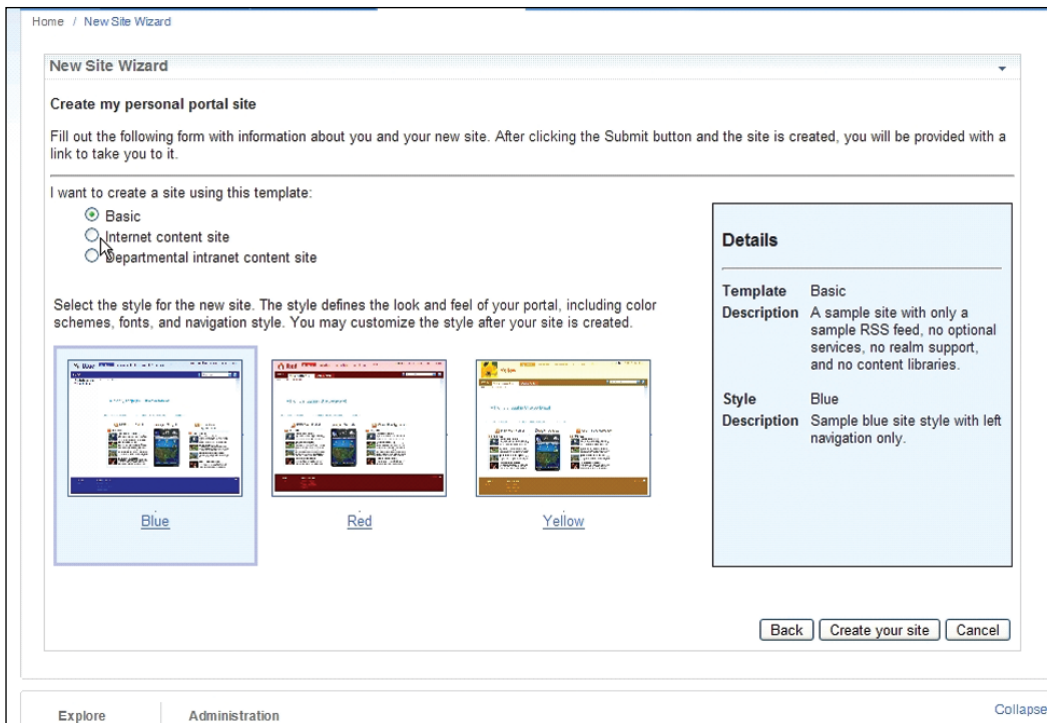 Home / New Site Wizard
New Site Wizard
Create my personal portal site
Fill out the following form with information about you and your new site. After clicking the Submit button and the site is created, you will be provided with a
link to take you to it.
I want to create a site using this template:
Basic
Internet content site
Departmental intranet content site
Select the style for the new site. The style defines the look and feel of your portal, including color
schemes, fonts, and navigation style. You may customize the style after your site is created.
Blue
Red
Yellow
Details
Template Basic
Description A sample site with only a
sample RSS feed, no optional
services, no realm support,
and no content libraries.
Style Blue
Description Sample blue site style with left
navigation only.
Back Create your site Cancel
Explore Administration Collapse